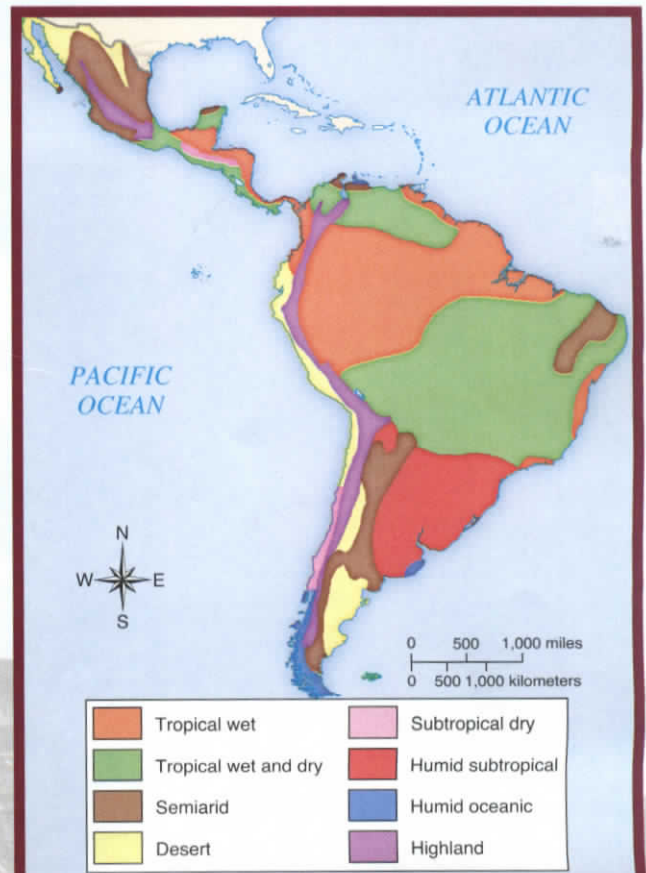 ATLANTIC
OCEAN
PACIFIC
OCEAN
N
W E
S
0 500 1,000 miles
0 500 1,000 kilometers
Tropical wet
Tropical wet and dry
Semiarid
Desert
Subtropical dry
Humid subtropical
Humid oceanic
Highland